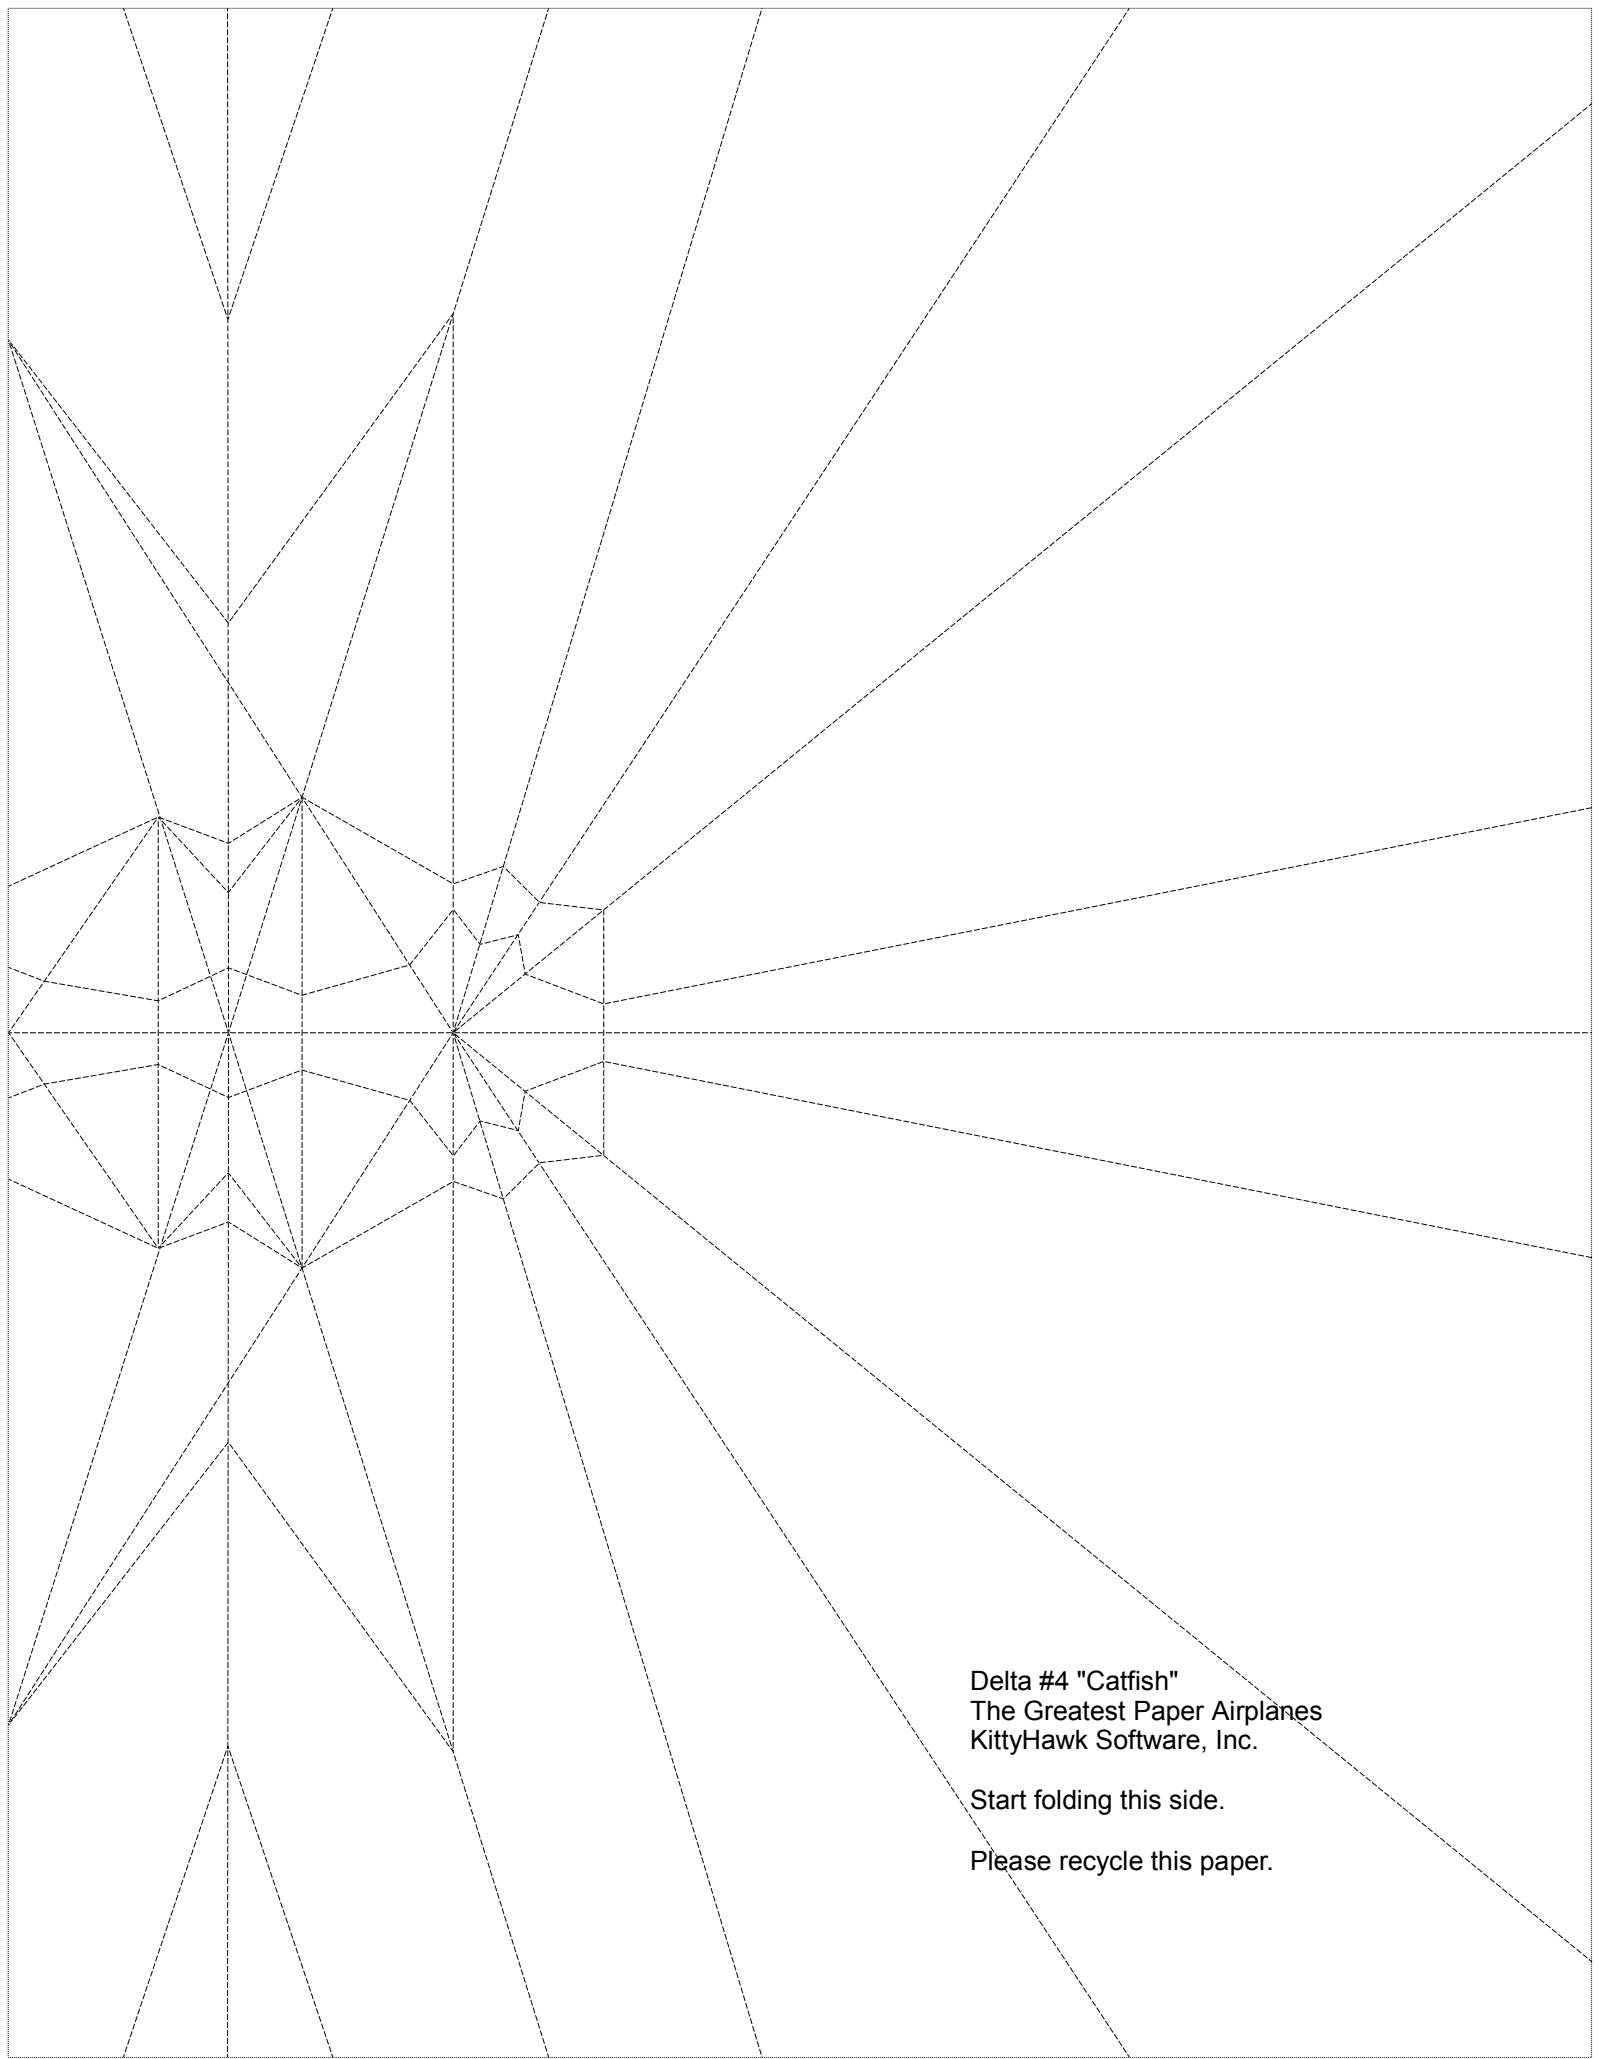 Delta #4 "Catfish"
The Greatest Paper Airplanes
KittyHawk Software, Inc.
Start folding this side.
Please recycle this paper.